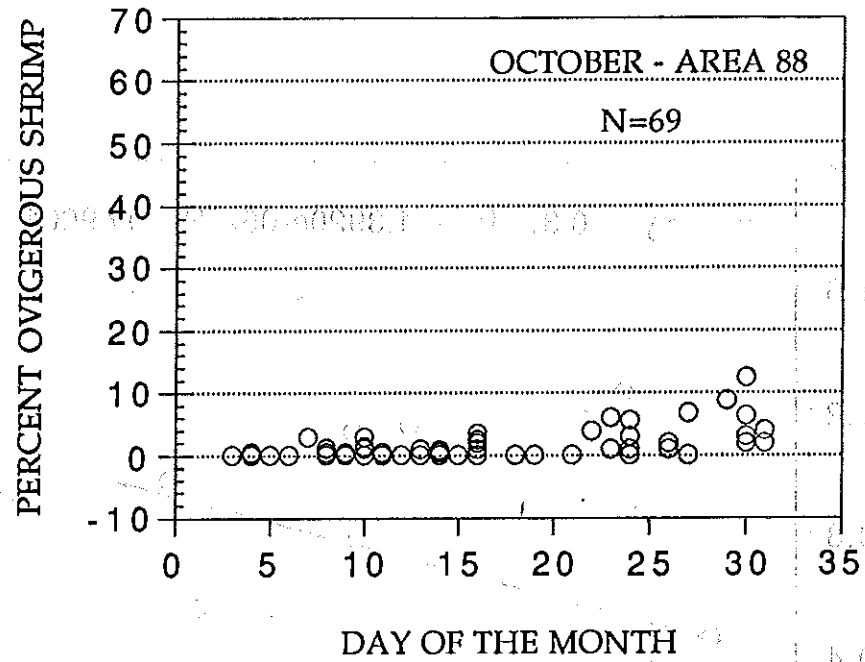 PERCENT OVIGEROUS SHRIMP
70
60
50
40
30
20
10
0
-10
OCTOBER - AREA 88
N=69
0 5 10 15 20 25 30 35
DAY OF THE MONTH